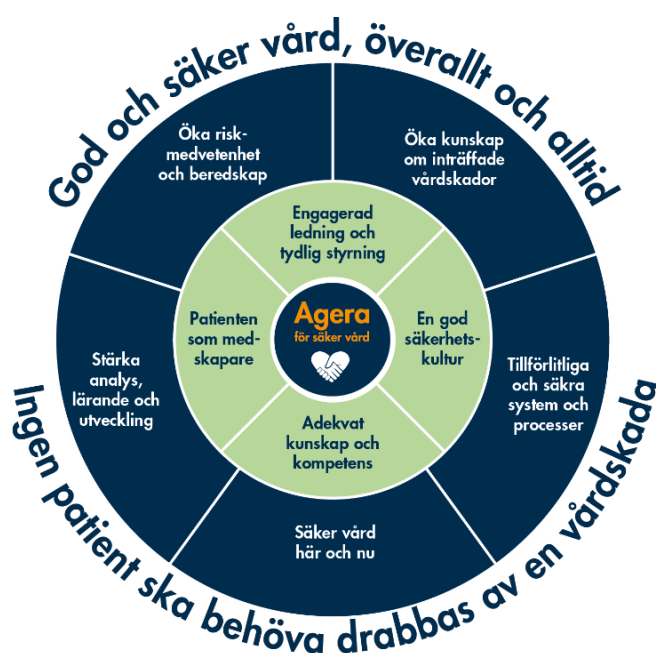 God och säker vård, överallt och alltid
Öka risk-
medvetenhet
och beredskap
Öka kunskap
om inträffade
vårdskador
Engagerad
ledning och
tydlig styrning
Patienten
som med-
skapare
Agera
för säker vård
En god
säkerhets-
kultur
Stärka
analys,
lärande och
utveckling
Tillförlitliga
och säkra
system och
processer
Adekvat
kunskap och
kompetens
Säker vård
här och nu
Ingen patient ska behöva drabbas av en vårdskada